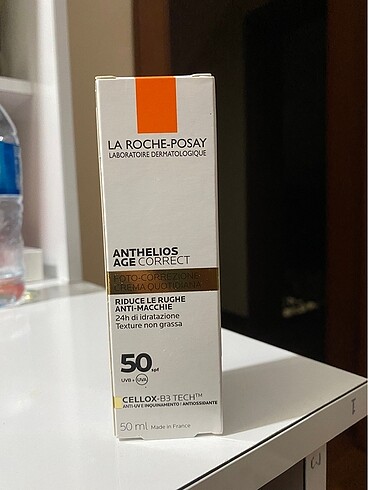 LA ROCHE-POSAY
LABORATOIRE DERMATOLOGIQUE
ANTHELIOS
AGE CORRECT
FOTO-CORREZIONE
CREMA QUOTIDIANA
RIDUCE LE RUGHE
ANTI-MACCHIE
24h di idratazione
Texture non grassa
50 spf
UVB + UVA
CELLOX-B3 TECH™
ANTI-UV E INQUINAMENTO | ANTIOSSIDANTE
50 ml Made in France